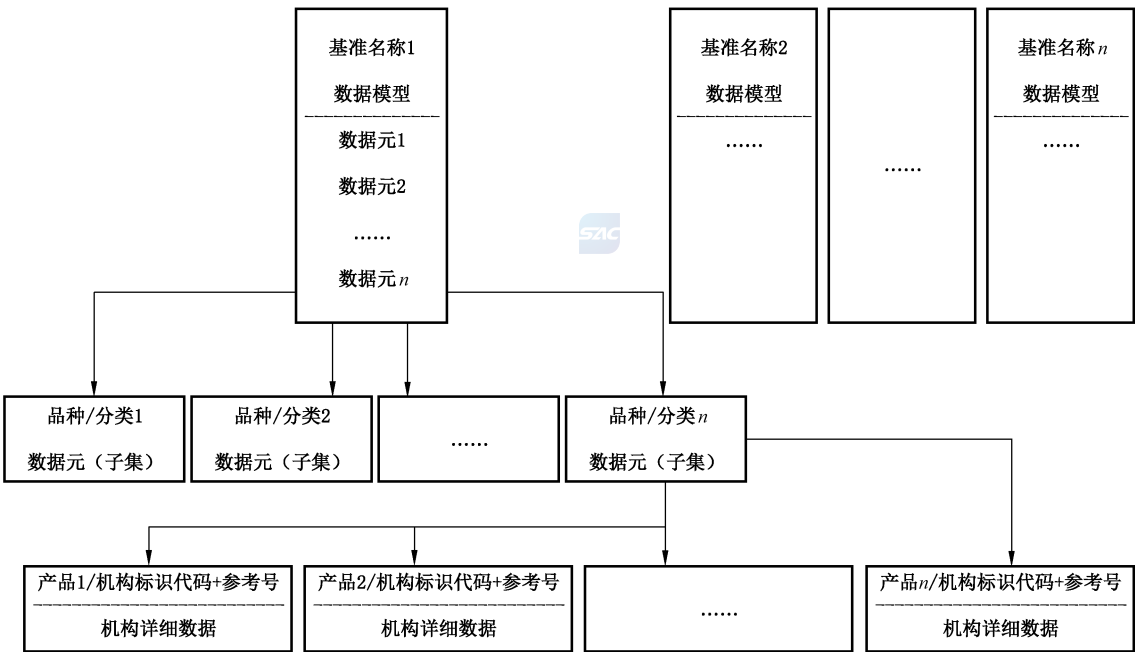 基准名称1
数据模型
数据元1
数据元2
……
数据元n
基准名称2
数据模型
……
……
基准名称n
数据模型
……
SAC
品种/分类1
数据元（子集）
品种/分类2
数据元（子集）
……
品种/分类n
数据元（子集）
产品1/机构标识代码+参考号
机构详细数据
产品2/机构标识代码+参考号
机构详细数据
……
产品n/机构标识代码+参考号
机构详细数据